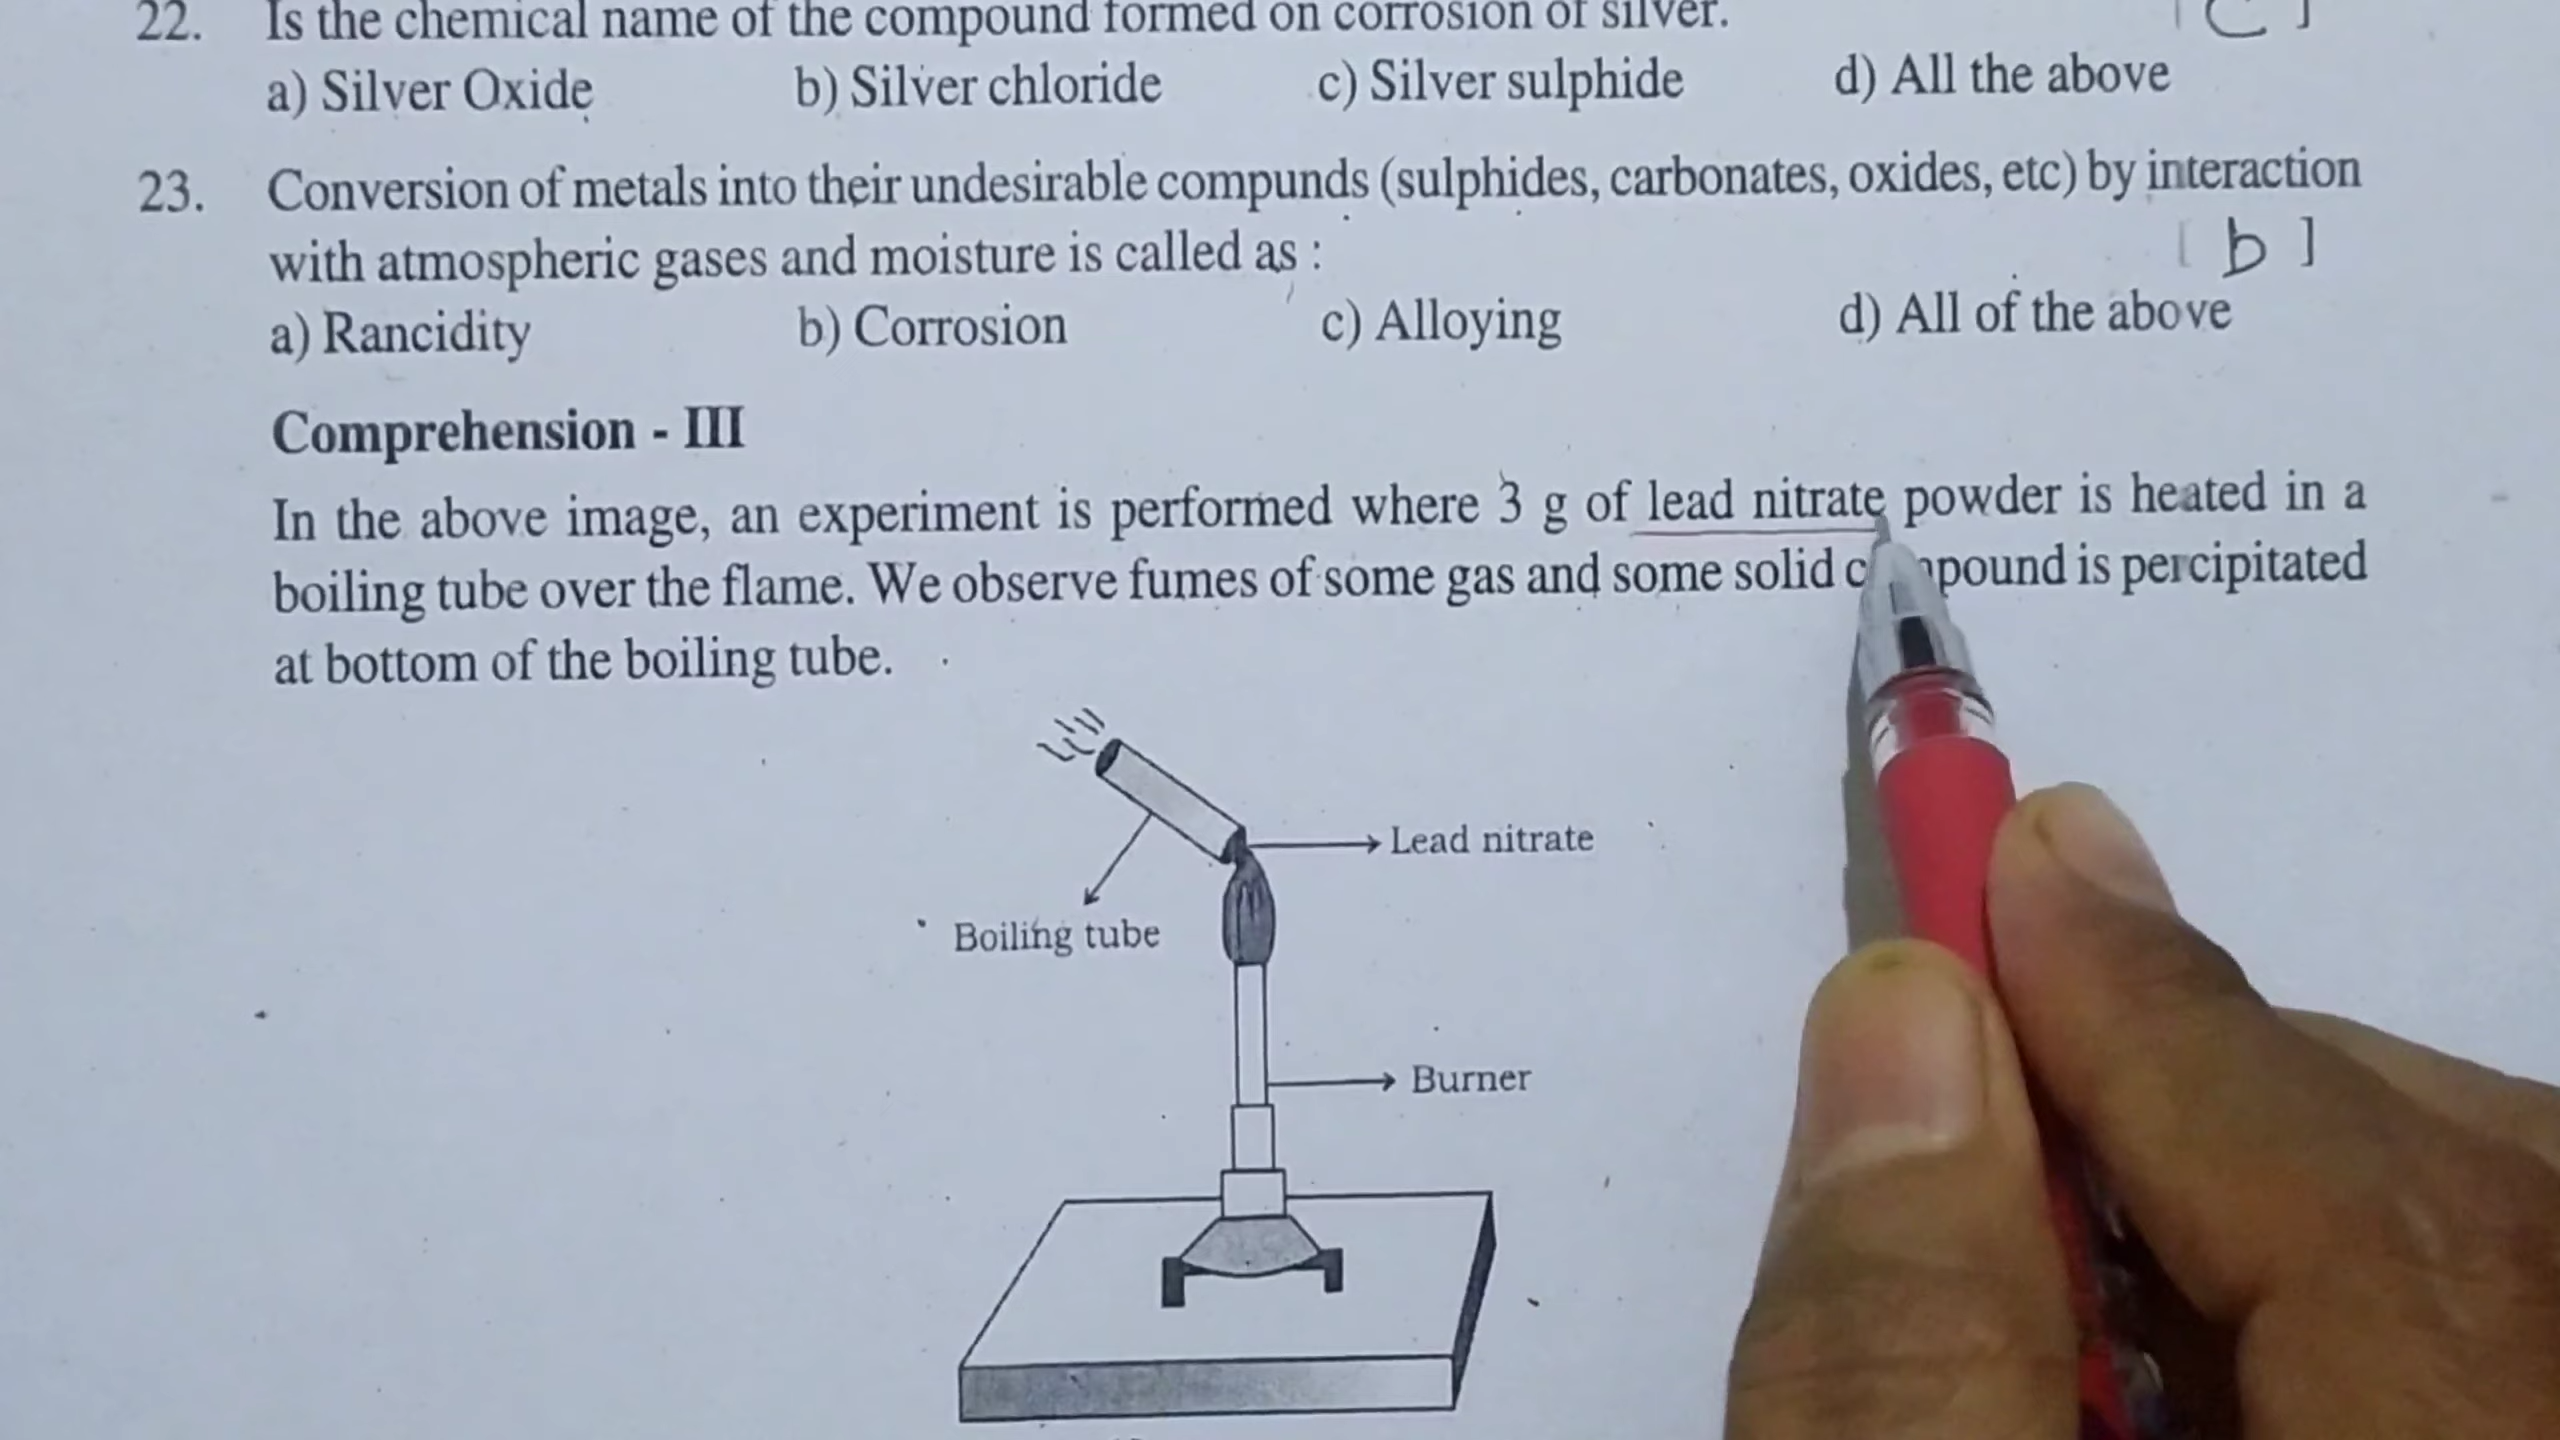 22. Is the chemical name of the compound formed on corrosion of silver. [ C ]
a) Silver Oxide b) Silver chloride c) Silver sulphide d) All the above
23. Conversion of metals into their undesirable compunds (sulphides, carbonates, oxides, etc) by interaction
with atmospheric gases and moisture is called as : [ b ]
a) Rancidity b) Corrosion c) Alloying d) All of the above
Comprehension - III
In the above image, an experiment is performed where 3 g of lead nitrate powder is heated in a
boiling tube over the flame. We observe fumes of some gas and some solid is percipitated
at bottom of the boiling tube.
Lead nitrate
Boiling tube
Burner